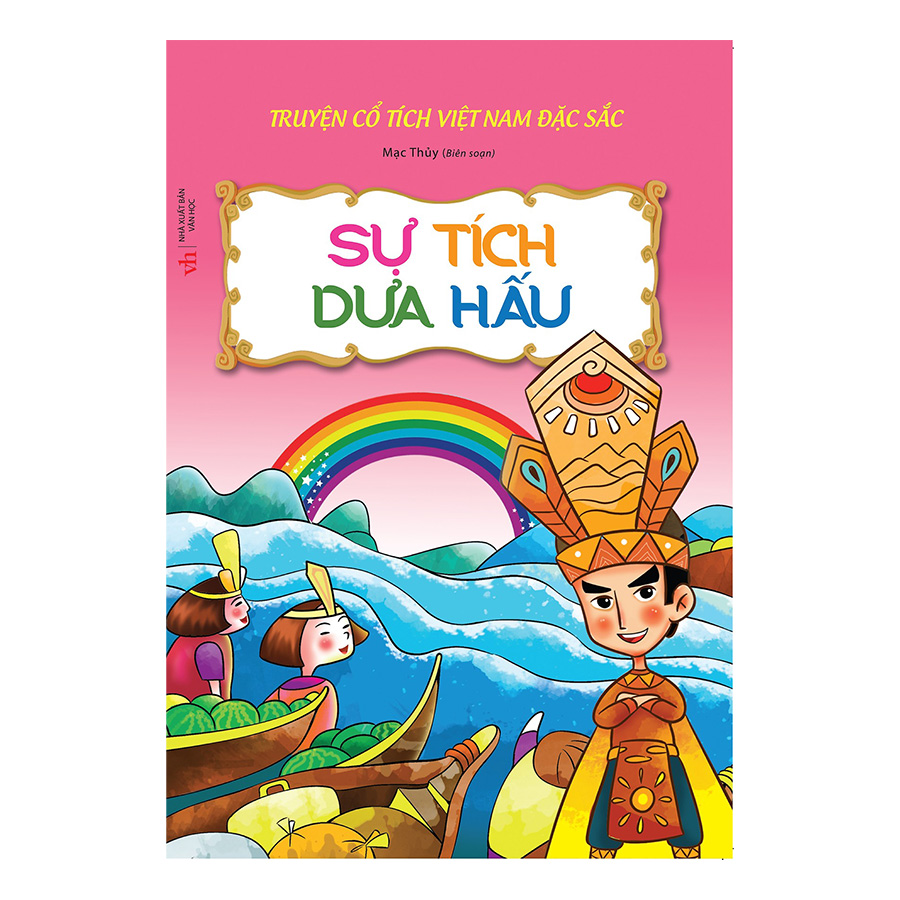 TRUYỆN CỔ TÍCH VIỆT NAM ĐẶC SẮC
Mạc Thủy (Biên soạn)
vh
NHÀ XUẤT BẢN
VĂN HỌC
SỰ TÍCH
DƯA HẤU